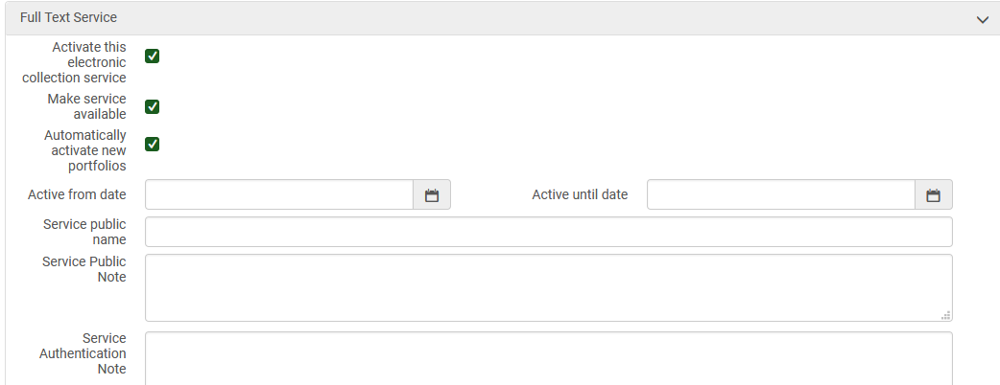 Full Text Service
Activate this
electronic
collection service
Make service
available
Automatically
activate new
portfolios
Active from date
Active until date
Service public
name
Service Public
Note
Service
Authentication
Note